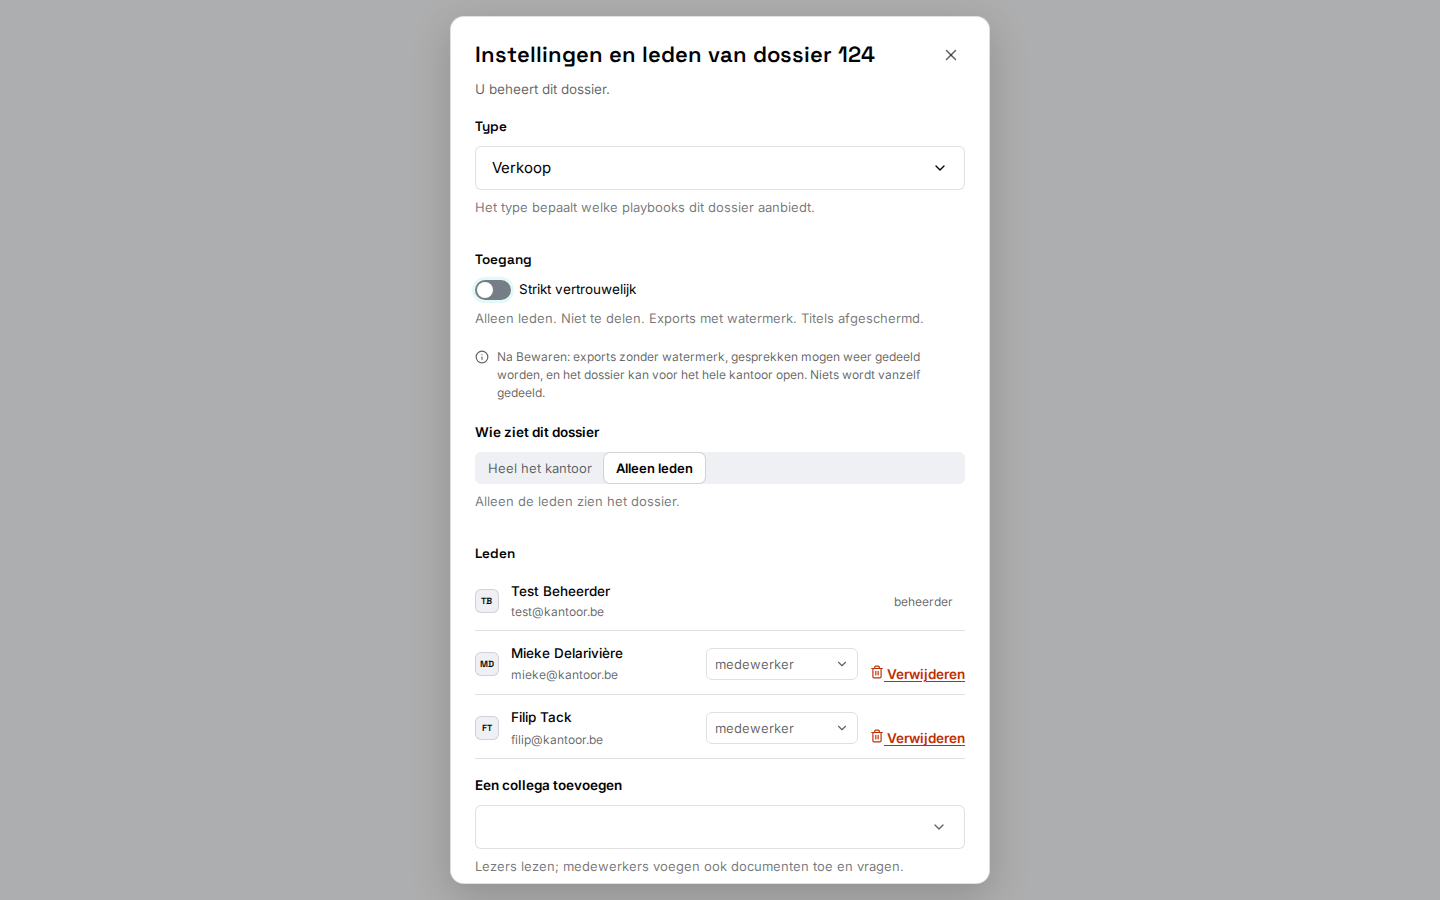 Instellingen en leden van dossier 124
U beheert dit dossier.
Type
Verkoop
Het type bepaalt welke playbooks dit dossier aanbiedt.
Toegang
Strikt vertrouwelijk
Alleen leden. Niet te delen. Exports met watermerk. Titels afgeschermd.
Na Bewaren: exports zonder watermerk, gesprekken mogen weer gedeeld
worden, en het dossier kan voor het hele kantoor open. Niets wordt vanzelf
gedeeld.
Wie ziet dit dossier
Heel het kantoor Alleen leden
Alleen de leden zien het dossier.
Leden
TB Test Beheerder
test@kantoor.be
beheerder
MD Mieke Delarivière
mieke@kantoor.be
medewerker
Verwijderen
FT Filip Tack
filip@kantoor.be
medewerker
Verwijderen
Een collega toevoegen
Lezers lezen; medewerkers voegen ook documenten toe en vragen.